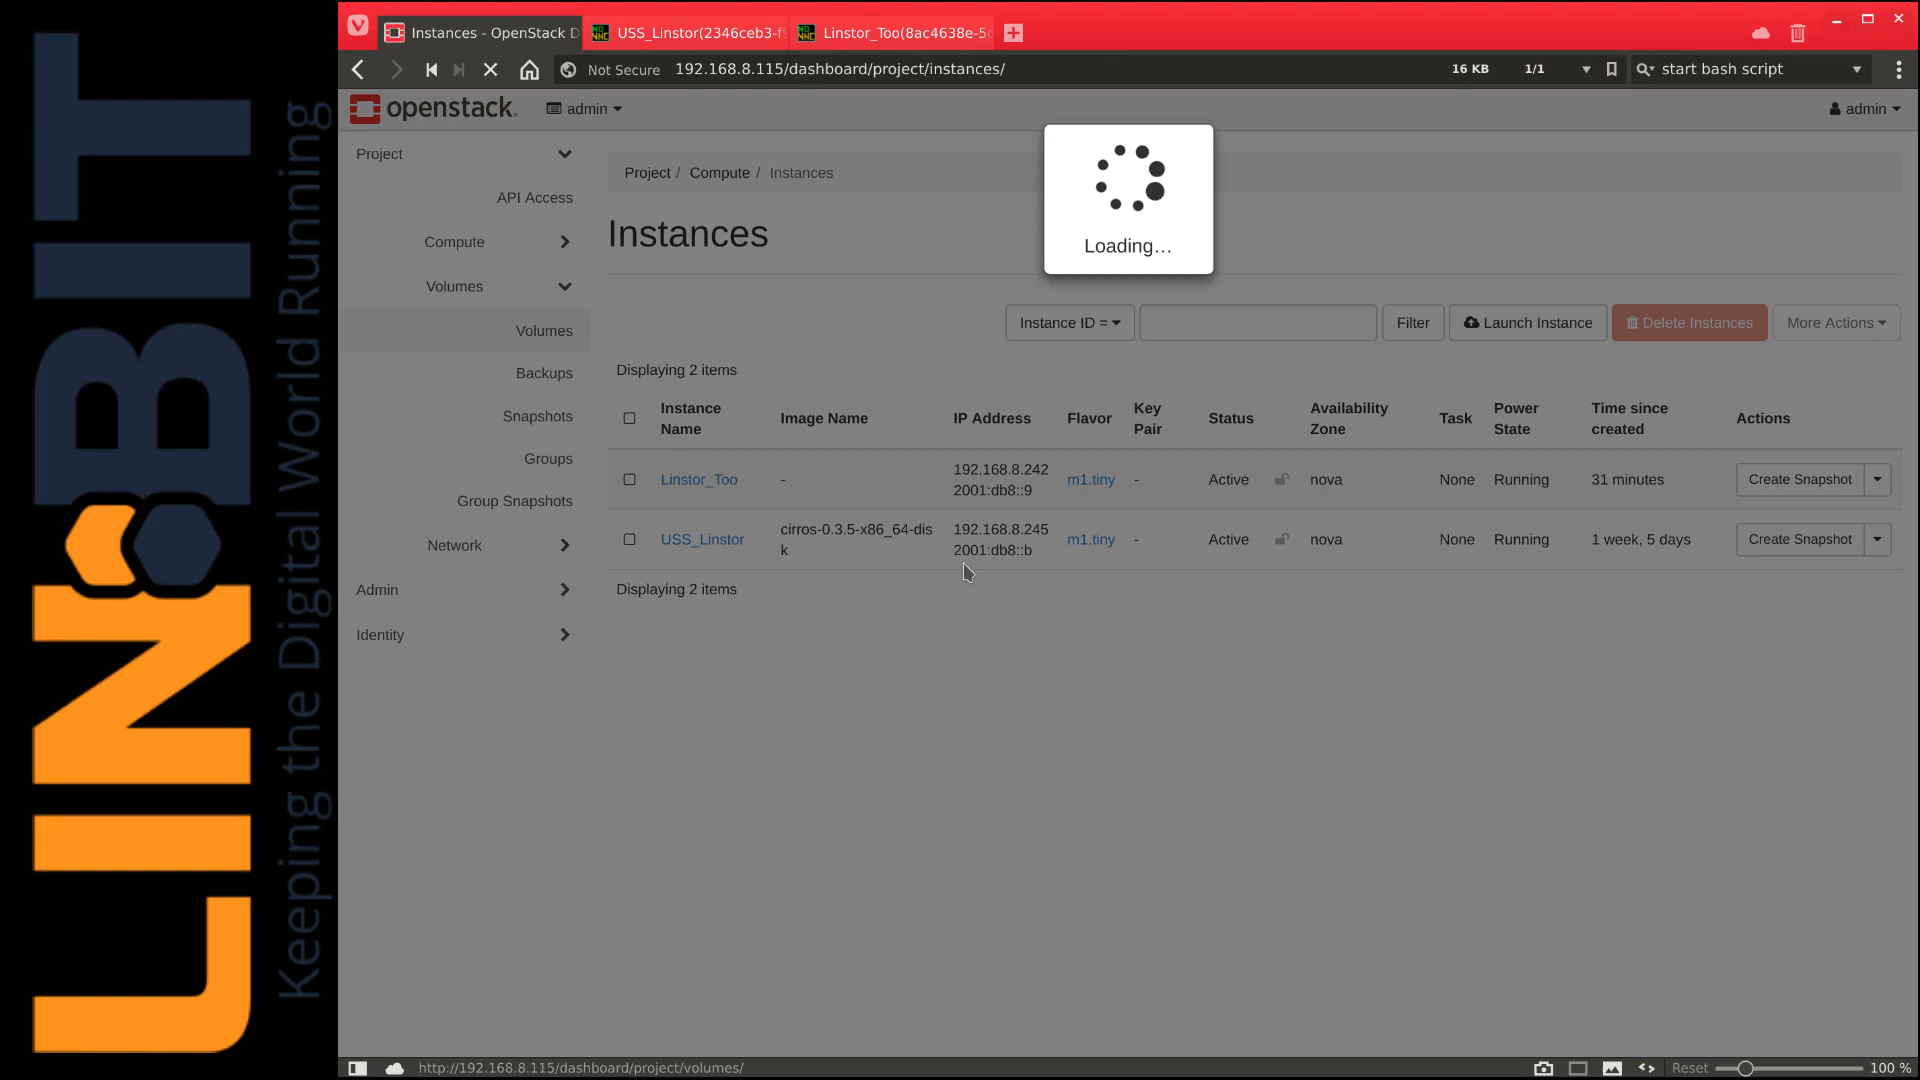 LINBIT
Keeping the Digital World Running
Instances - OpenStack D
USS_Linstor(2346ceb3-f
Linstor_Too(8ac4638e-5
Not Secure 192.168.8.115/dashboard/project/instances/ 16 KB 1/1 start bash script
openstack. admin admin
Project
API Access
Compute
Volumes
Volumes
Backups
Snapshots
Groups
Group Snapshots
Network
Admin
Identity
Project / Compute / Instances
Loading...
Instances
Instance ID = Filter Launch Instance Delete Instances More Actions
Displaying 2 items
Instance Name Image Name IP Address Flavor Key Pair Status Availability Zone Task Power State Time since created Actions
Linstor_Too - 192.168.8.242 2001:db8::9 m1.tiny - Active nova None Running 31 minutes Create Snapshot
USS_Linstor cirros-0.3.5-x86_64-disk 192.168.8.245 2001:db8::b m1.tiny - Active nova None Running 1 week, 5 days Create Snapshot
Displaying 2 items
http://192.168.8.115/dashboard/project/volumes/ Reset 100 %